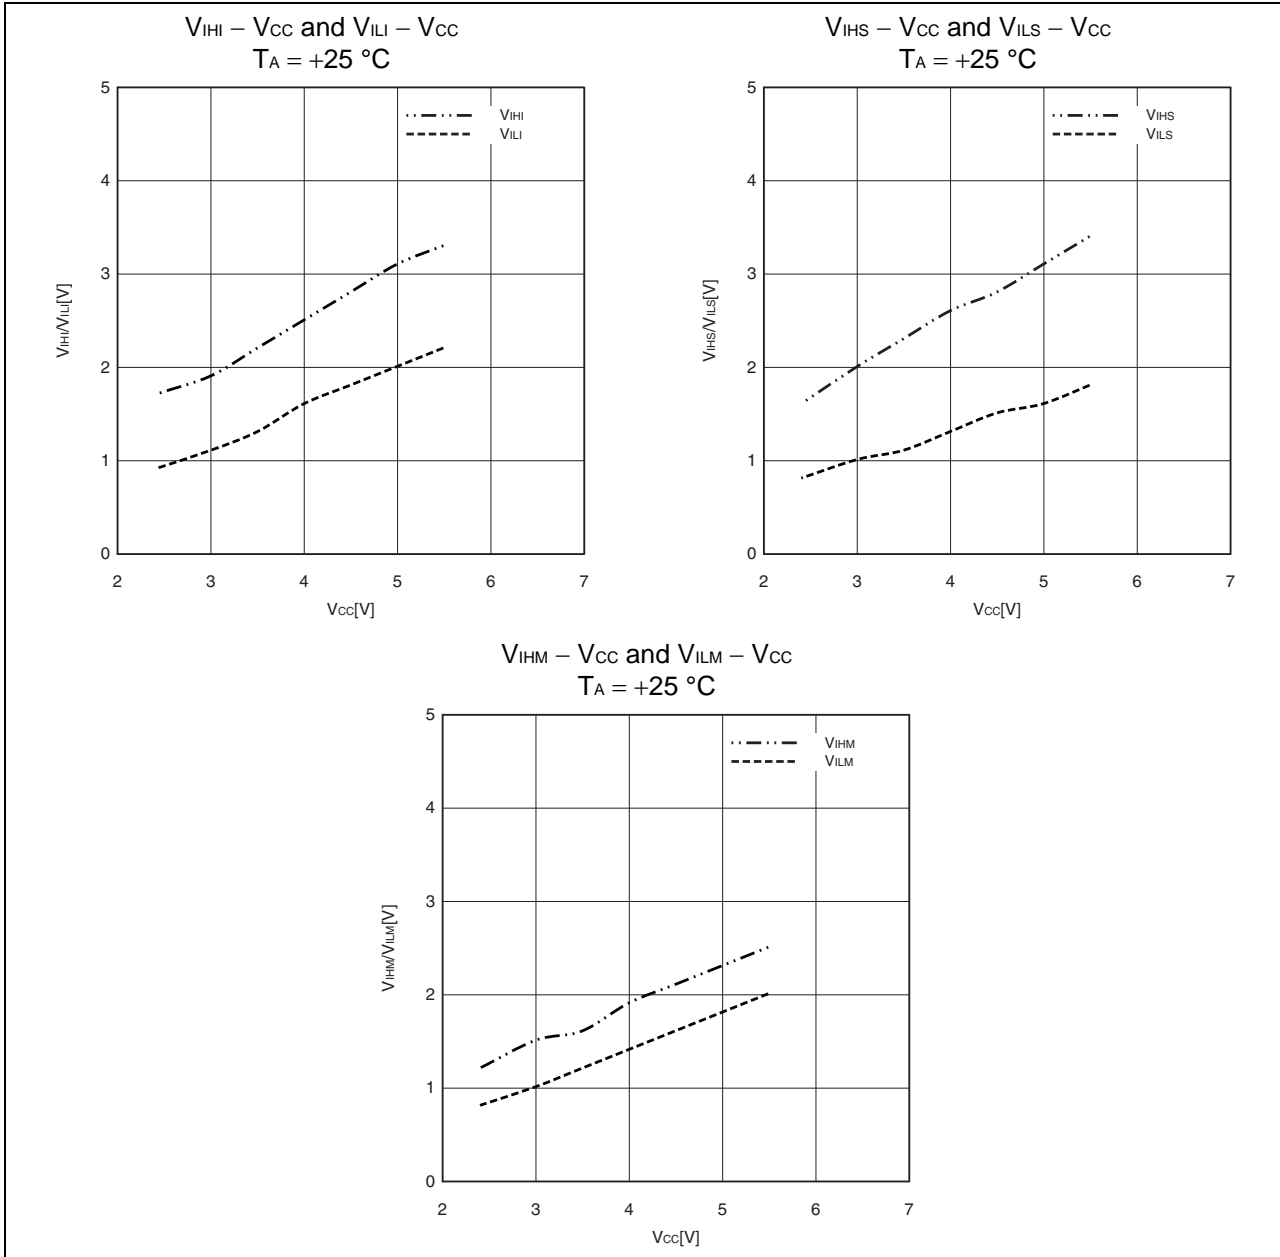 VIHI – VCC and VILI – VCC
TA = +25 °C
VIHI
VILI
5
4
3
2
1
0
VIHI/VILI[V]
2 3 4 5 6 7
VCC[V]
VIHS – VCC and VILS – VCC
TA = +25 °C
VIHS
VILS
5
4
3
2
1
0
VIHS/VILS[V]
2 3 4 5 6 7
VCC[V]
VIHM – VCC and VILM – VCC
TA = +25 °C
VIHM
VILM
5
4
3
2
1
0
VIHM/VILM[V]
2 3 4 5 6 7
VCC[V]